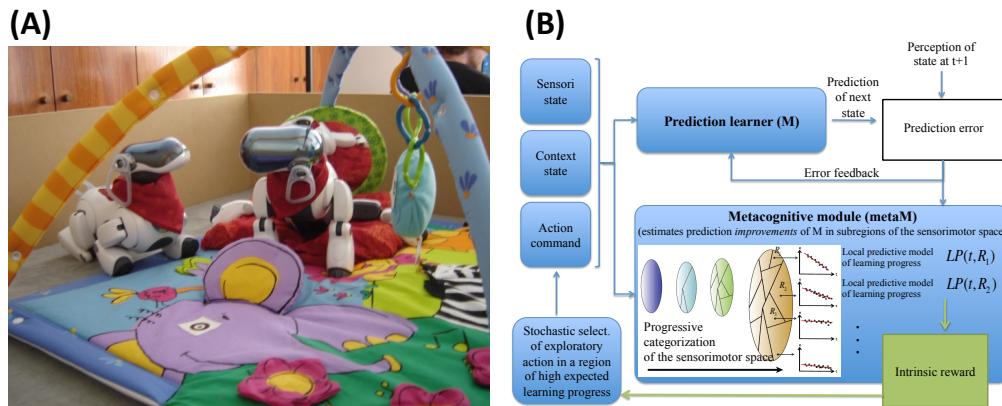 (A)
(B)
Sensori
state
Context
state
Action
command
Prediction learner (M)
Prediction
of next
state
Perception of
state at t+1
Prediction error
Error feedback
Metacognitive module (metaM)
(estimates prediction improvements of M in subregions of the sensorimotor space)
Local predictive model
of learning progress
LP(t,R₁)
Local predictive model
of learning progress
LP(t,R₂)
R₂
Progressive
categorization
of the sensorimotor space
Stochastic select.
of exploratory
action in a region
of high expected
learning progress
Intrinsic reward